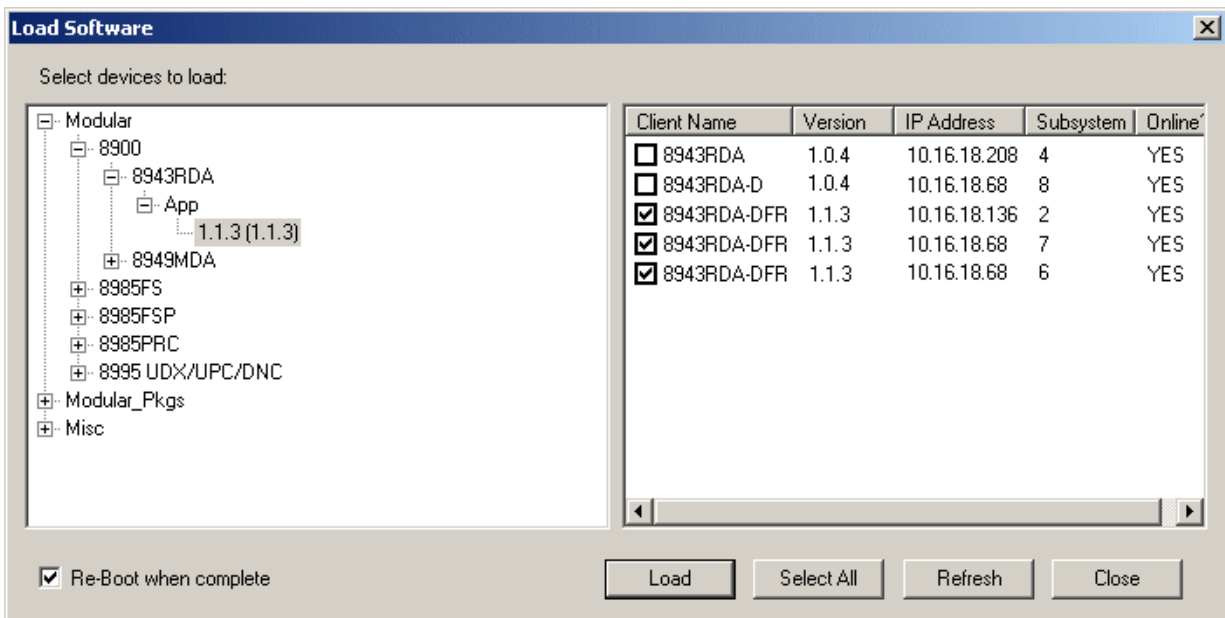 Load Software
Select devices to load:
Modular
8900
8943RDA
App
1.1.3 (1.1.3)
8949MDA
8985FS
8985FSP
8985PRC
8995 UDX/UPC/DNC
Modular_Pkgs
Misc
Client Name Version IP Address Subsystem Online
8943RDA 1.0.4 10.16.18.208 4 YES
8943RDA-D 1.0.4 10.16.18.68 8 YES
8943RDA-DFR 1.1.3 10.16.18.136 2 YES
8943RDA-DFR 1.1.3 10.16.18.68 7 YES
8943RDA-DFR 1.1.3 10.16.18.68 6 YES
Re-Boot when complete
Load Select All Refresh Close